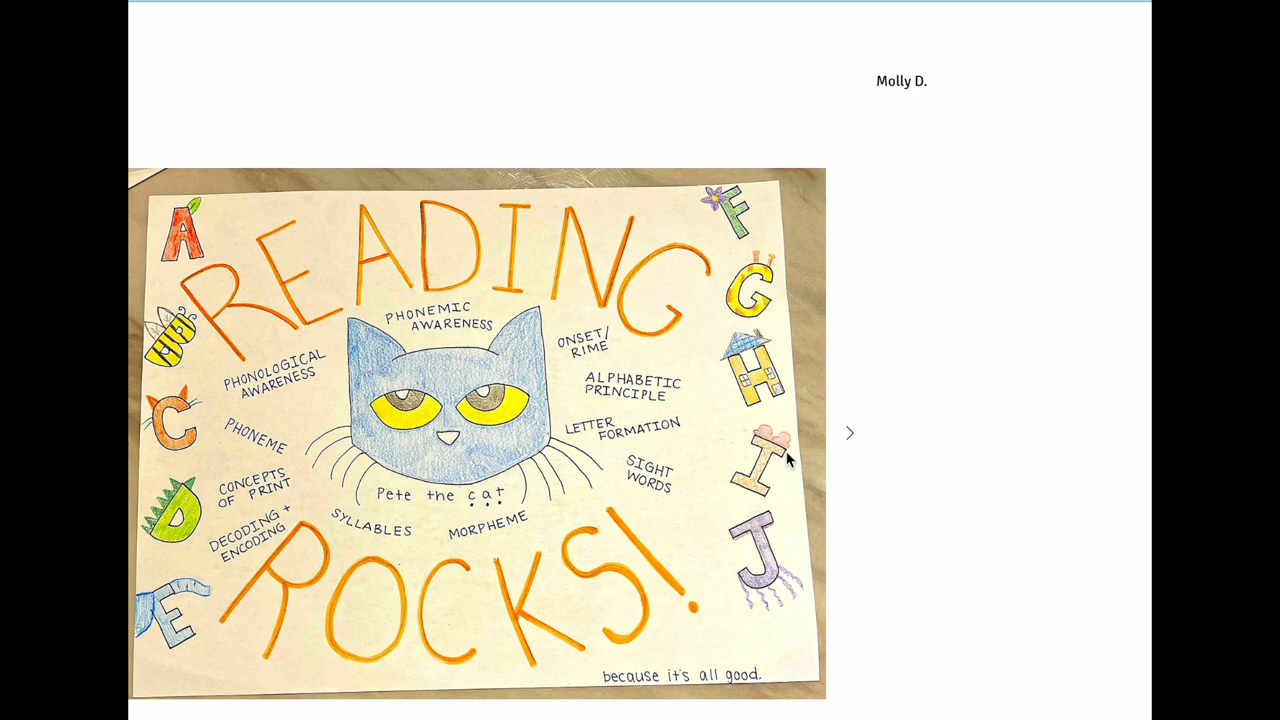 Molly D.
READING
PHONEMIC
AWARENESS
ONSET/
RIME
PHONOLOGICAL
AWARENESS
ALPHABETIC
PRINCIPLE
PHONEME
LETTER
FORMATION
CONCEPTS
OF PRINT
SIGHT
WORDS
DECODING +
ENCODING
Pete the cat
SYLLABLES
MORPHEME
ROCKS!
because it's all good.
A
B
C
D
E
F
G
H
I
J